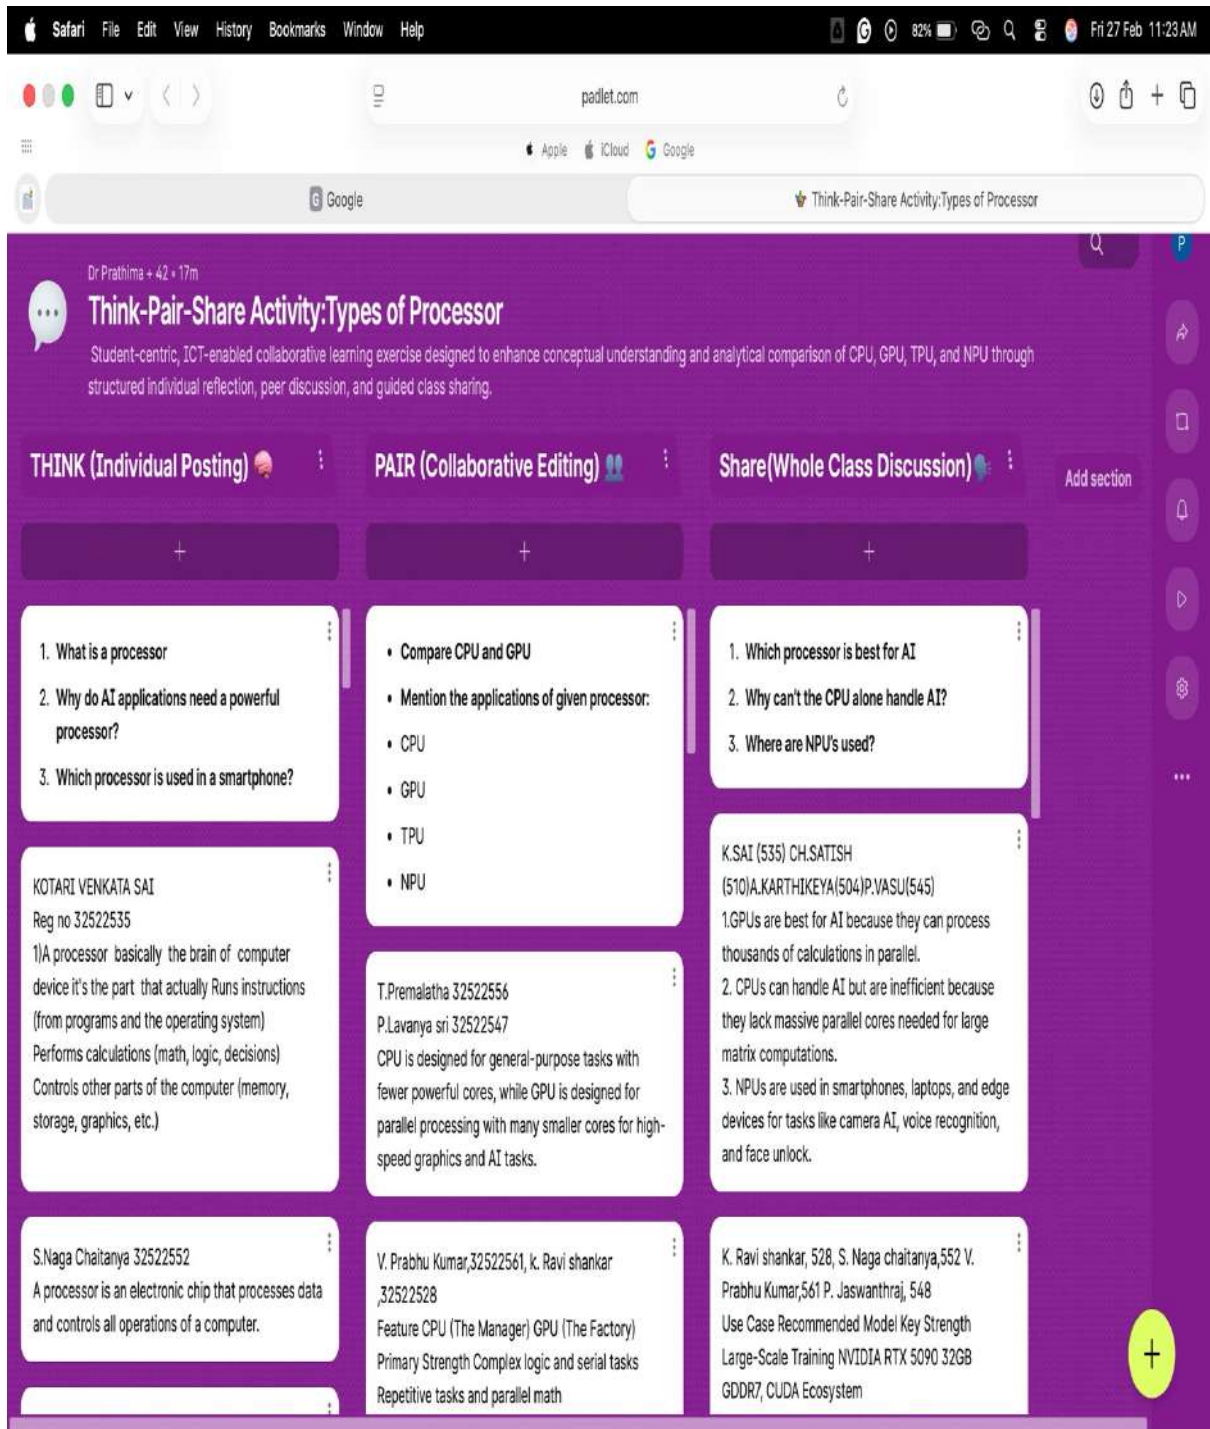 Safari File Edit View History Bookmarks Window Help
82% Fri 27 Feb 11:23 AM
padlet.com
Apple iCloud G Google
G Google
Think-Pair-Share Activity:Types of Processor
P
Dr Prathima + 42 • 17m
Think-Pair-Share Activity:Types of Processor
Student-centric, ICT-enabled collaborative learning exercise designed to enhance conceptual understanding and analytical comparison of CPU, GPU, TPU, and NPU through
structured individual reflection, peer discussion, and guided class sharing.
THINK (Individual Posting)
+
1. What is a processor
2. Why do AI applications need a powerful
processor?
3. Which processor is used in a smartphone?
KOTARI VENKATA SAI
Reg no 32522535
1)A processor basically the brain of computer
device it's the part that actually Runs instructions
(from programs and the operating system)
Performs calculations (math, logic, decisions)
Controls other parts of the computer (memory,
storage, graphics, etc.)
S.Naga Chaitanya 32522552
A processor is an electronic chip that processes data
and controls all operations of a computer.
PAIR (Collaborative Editing)
+
• Compare CPU and GPU
• Mention the applications of given processor:
• CPU
• GPU
• TPU
• NPU
T.Premalatha 32522556
P.Lavanya sri 32522547
CPU is designed for general-purpose tasks with
fewer powerful cores, while GPU is designed for
parallel processing with many smaller cores for high-
speed graphics and AI tasks.
V. Prabhu Kumar,32522561, k. Ravi shankar
,32522528
Feature CPU (The Manager) GPU (The Factory)
Primary Strength Complex logic and serial tasks
Repetitive tasks and parallel math
Share(Whole Class Discussion)
+
1. Which processor is best for AI
2. Why can't the CPU alone handle AI?
3. Where are NPU's used?
K.SAI (535) CH.SATISH
(510)A.KARTHIKEYA(504)P.VASU(545)
1.GPUs are best for AI because they can process
thousands of calculations in parallel.
2. CPUs can handle AI but are inefficient because
they lack massive parallel cores needed for large
matrix computations.
3. NPUs are used in smartphones, laptops, and edge
devices for tasks like camera AI, voice recognition,
and face unlock.
K. Ravi shankar, 528, S. Naga chaitanya,552 V.
Prabhu Kumar,561 P. Jaswanthraj, 548
Use Case Recommended Model Key Strength
Large-Scale Training NVIDIA RTX 5090 32GB
GDDR7, CUDA Ecosystem
Add section
+